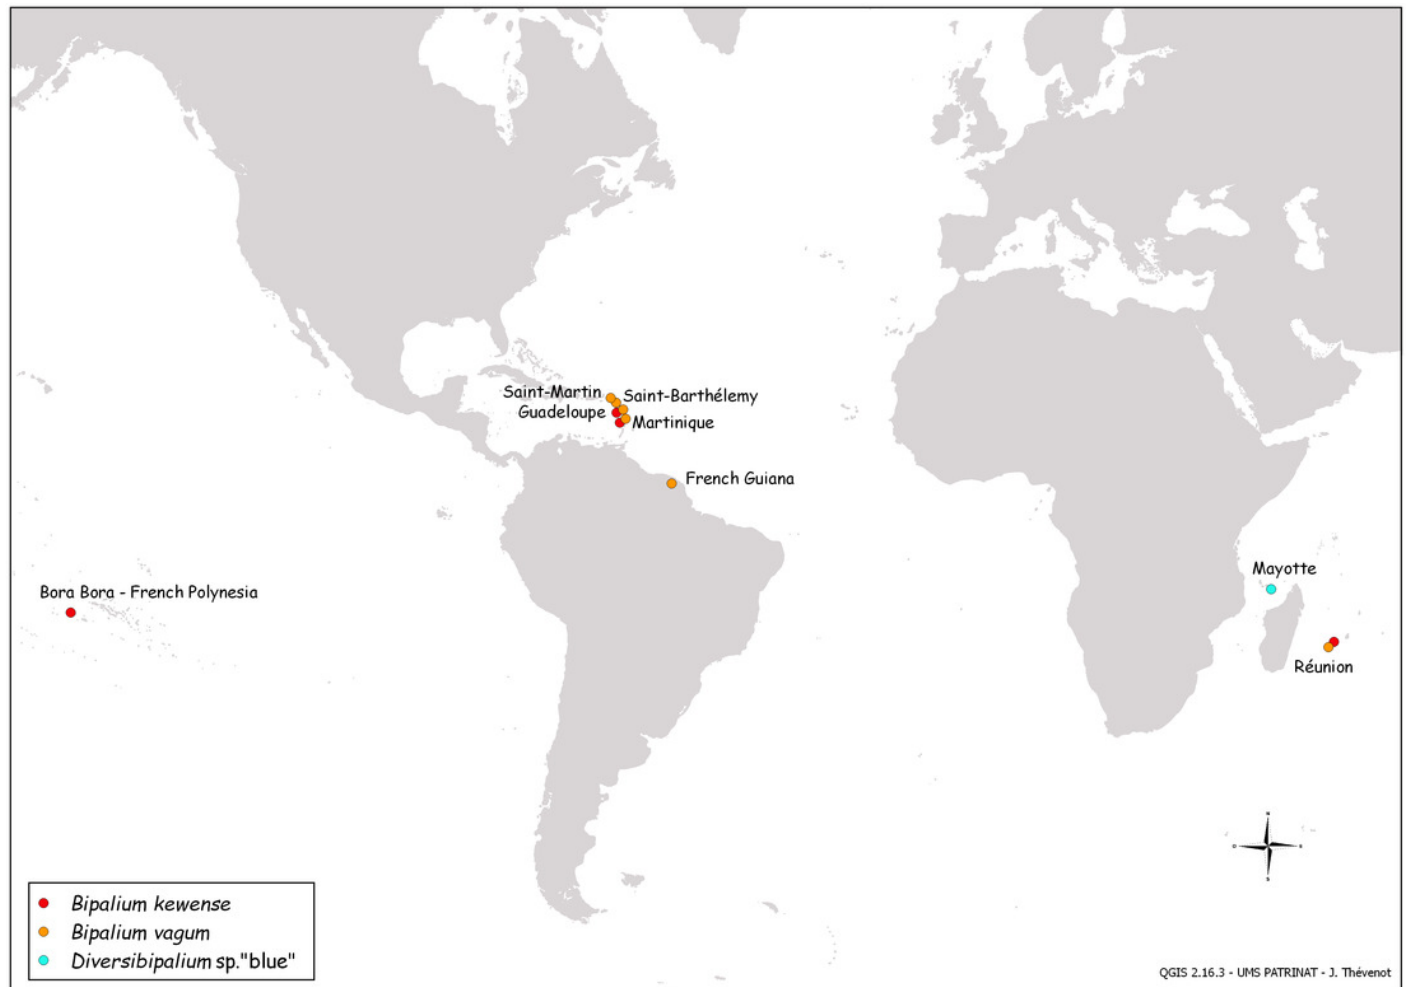 Saint-Martin
Saint-Barthélemy
Guadeloupe
Martinique
French Guiana
Mayotte
Bora Bora - French Polynesia
Réunion
N
O
E
S
Bipalium kewense
Bipalium vagum
Diversibipalium sp."blue"
QGIS 2.16.3 - UMS PATRINAT - J. Thévenot